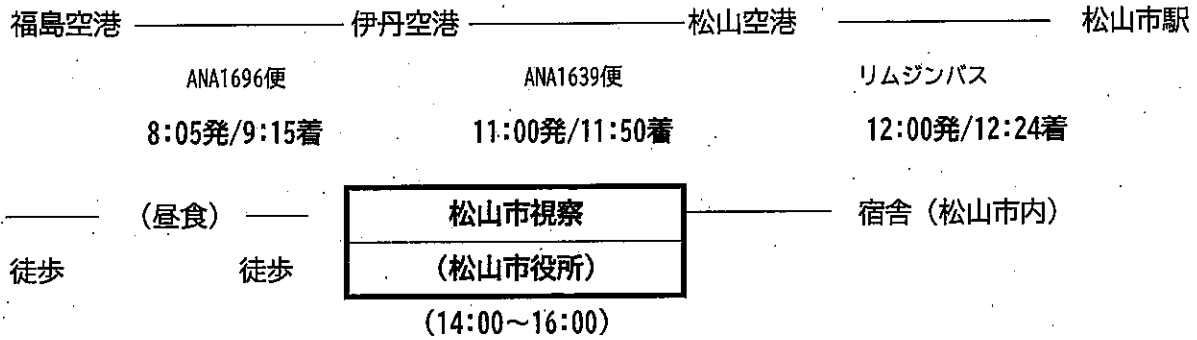 福島空港 ――― 伊丹空港 ――― 松山空港 ――― 松山市駅
ANA1696便 ANA1639便 リムジンバス
8:05発/9:15着 11:00発/11:50着 12:00発/12:24着
――― (昼食) ――― 松山市視察 ――― 宿舎(松山市内)
徒歩 徒歩 (松山市役所)
(14:00～16:00)